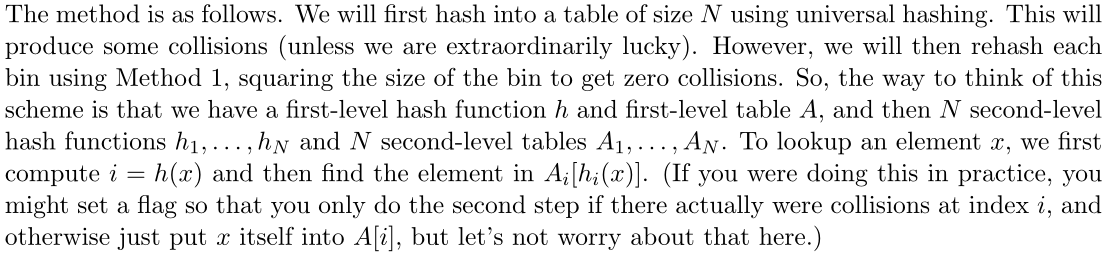 The method is as follows. We will first hash into a table of size N using universal hashing. This will
produce some collisions (unless we are extraordinarily lucky). However, we will then rehash each
bin using Method 1, squaring the size of the bin to get zero collisions. So, the way to think of this
scheme is that we have a first-level hash function h and first-level table A, and then N second-level
hash functions h₁, . . . , h_N and N second-level tables A₁, . . . , A_N. To lookup an element x, we first
compute i = h(x) and then find the element in A_i[h_i(x)]. (If you were doing this in practice, you
might set a flag so that you only do the second step if there actually were collisions at index i, and
otherwise just put x itself into A[i], but let's not worry about that here.)